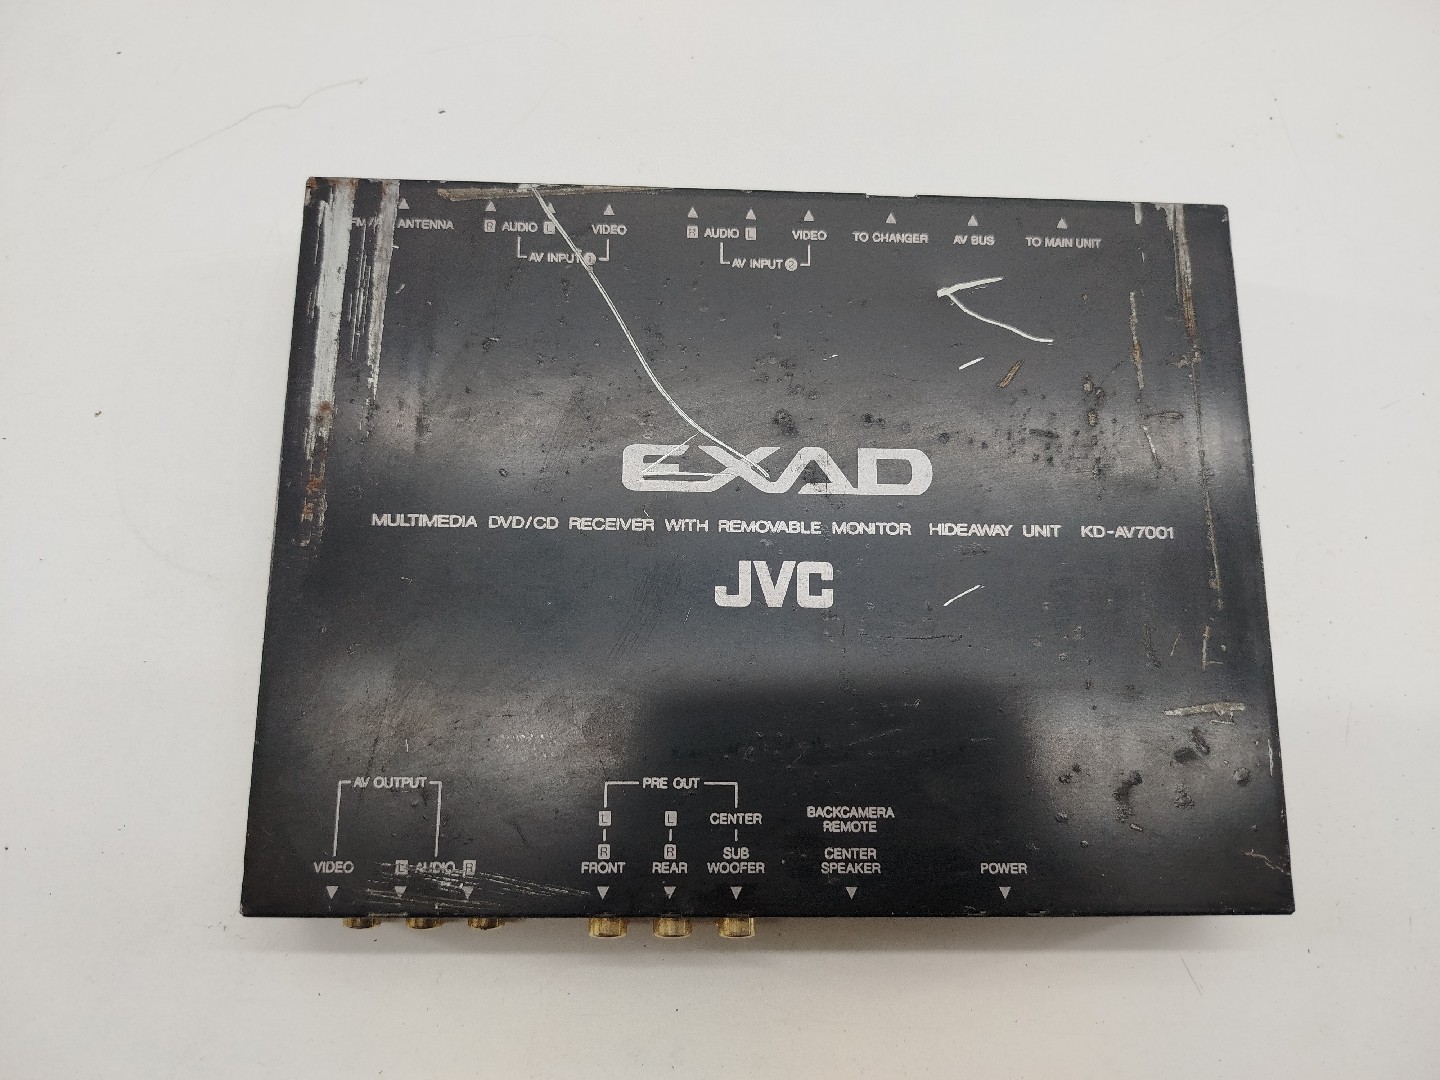 FM ANTENNA
R AUDIO L VIDEO
AV INPUT 1
R AUDIO L VIDEO
AV INPUT 2
TO CHANGER
AV BUS
TO MAIN UNIT
EXAD
MULTIMEDIA DVD/CD RECEIVER WITH REMOVABLE MONITOR HIDEAWAY UNIT KD-AV7001
JVC
AV OUTPUT
VIDEO L AUDIO R
PRE OUT
L
R
FRONT
L
R
REAR
CENTER
SUB
WOOFER
BACKCAMERA
REMOTE
CENTER
SPEAKER
POWER